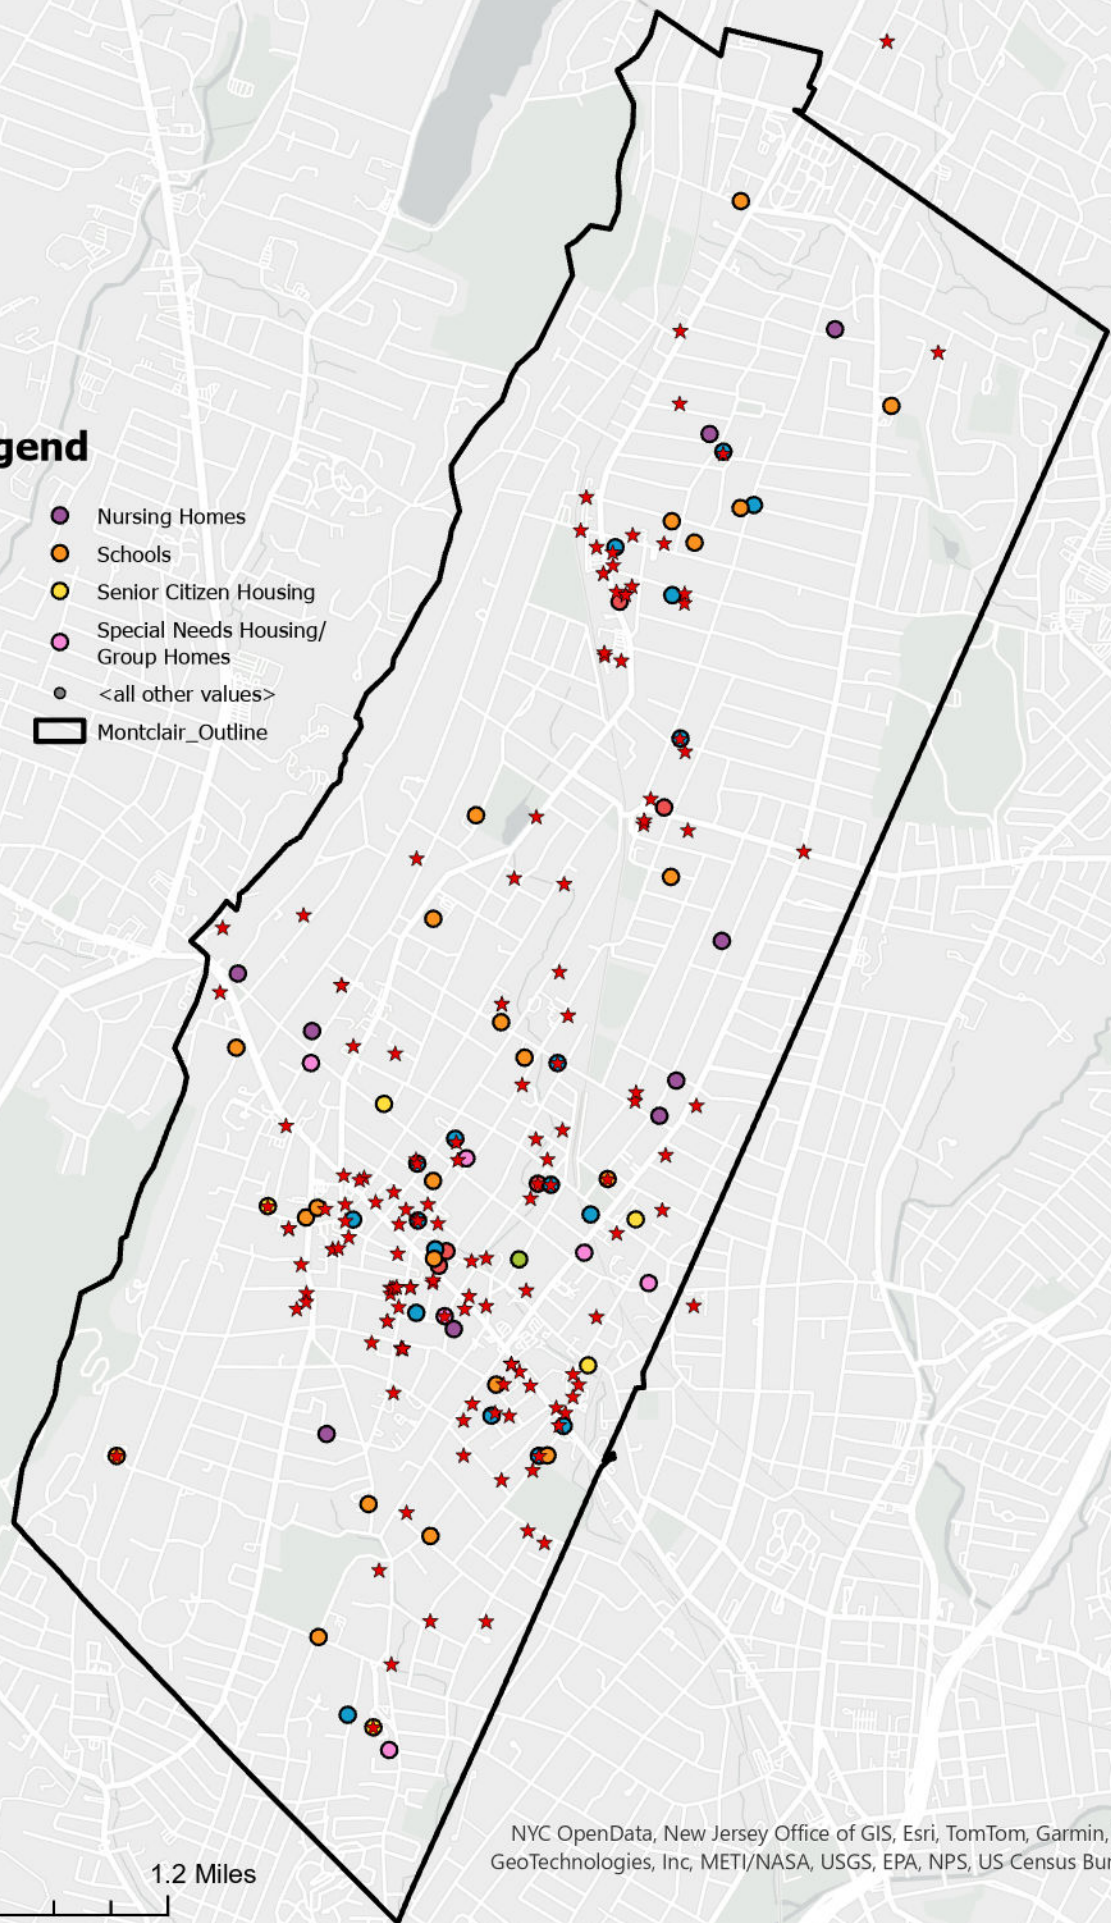 gend
Nursing Homes
Schools
Senior Citizen Housing
Special Needs Housing/
Group Homes
<all other values>
Montclair_Outline
1.2 Miles
NYC OpenData, New Jersey Office of GIS, Esri, TomTom, Garmin,
GeoTechnologies, Inc, METI/NASA, USGS, EPA, NPS, US Census Bur